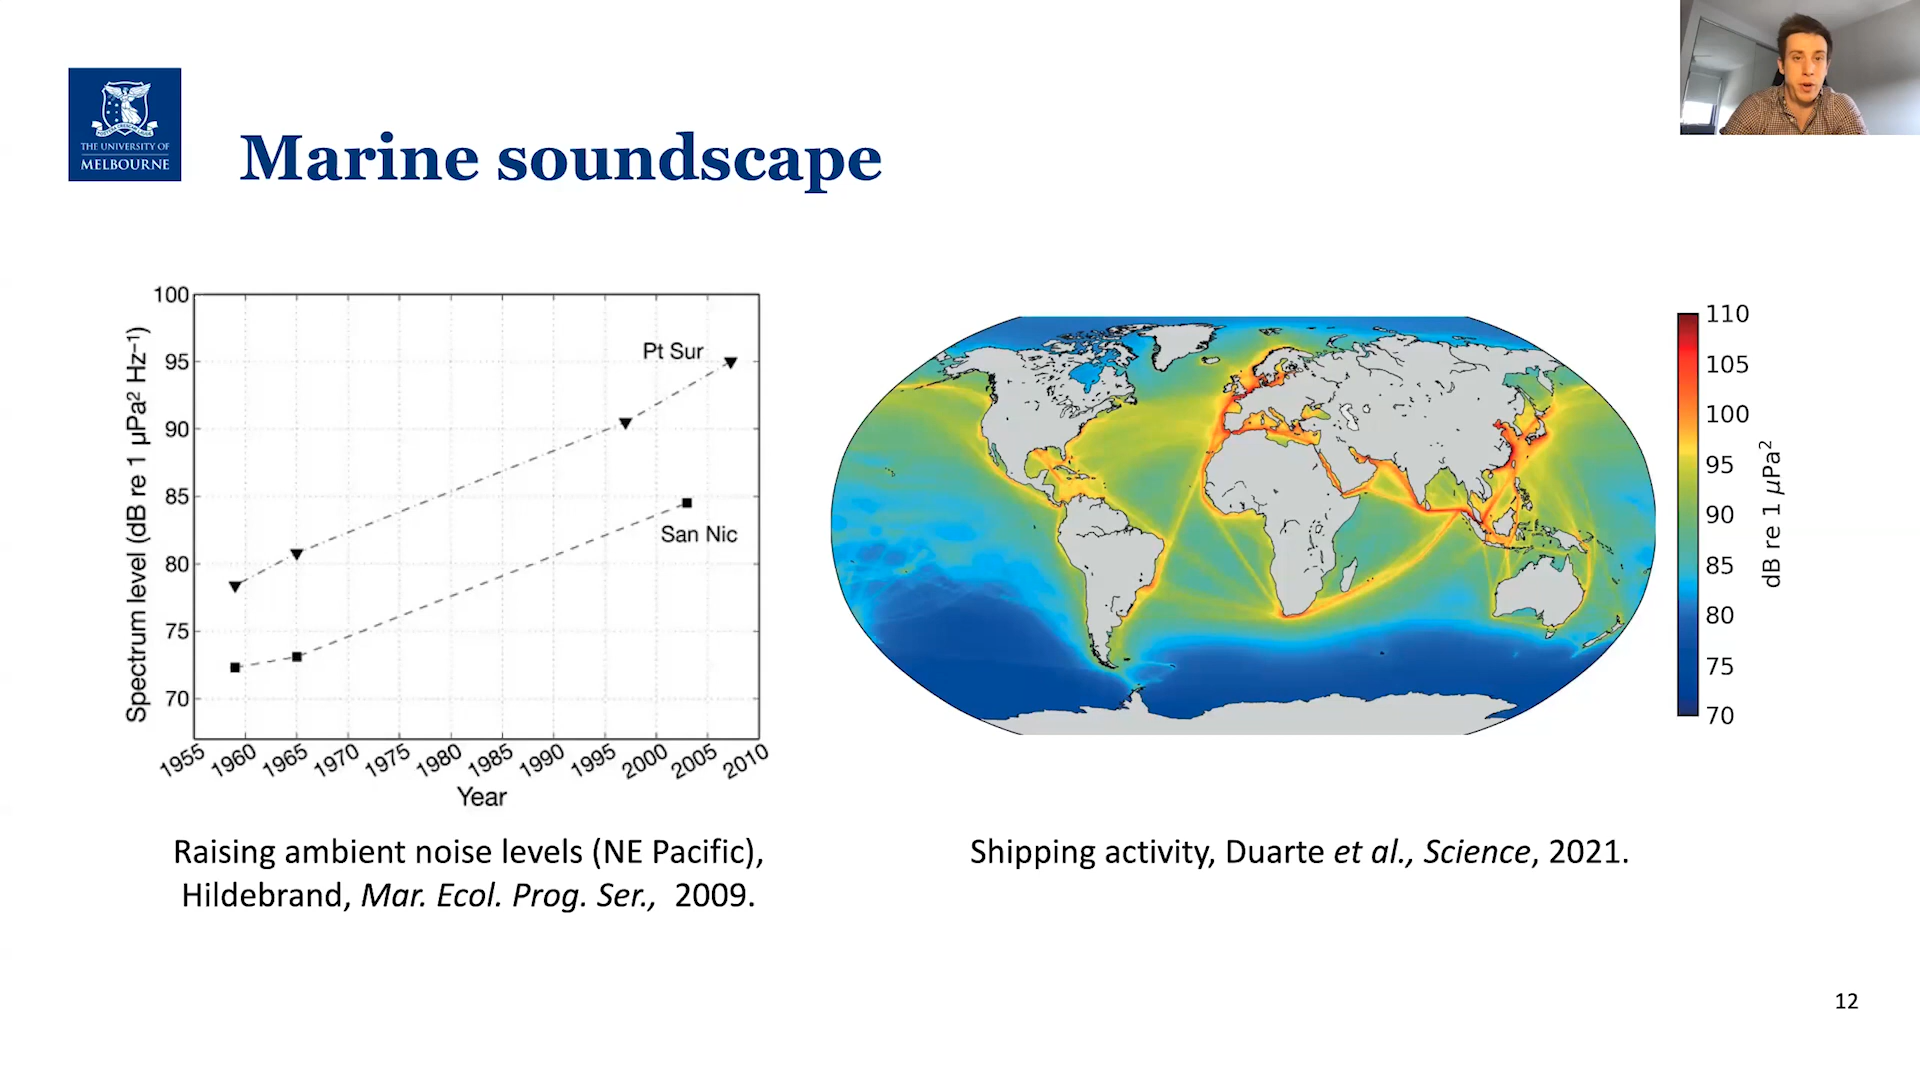 THE UNIVERSITY OF
MELBOURNE
Marine soundscape
100
95
90
85
80
75
70
Spectrum level (dB re 1 µPa² Hz⁻¹)
Pt Sur
San Nic
1955 1960 1965 1970 1975 1980 1985 1990 1995 2000 2005 2010
Year
Raising ambient noise levels (NE Pacific),
Hildebrand, Mar. Ecol. Prog. Ser., 2009.
110
105
100
95
90
85
80
75
70
dB re 1 µPa²
Shipping activity, Duarte et al., Science, 2021.
12